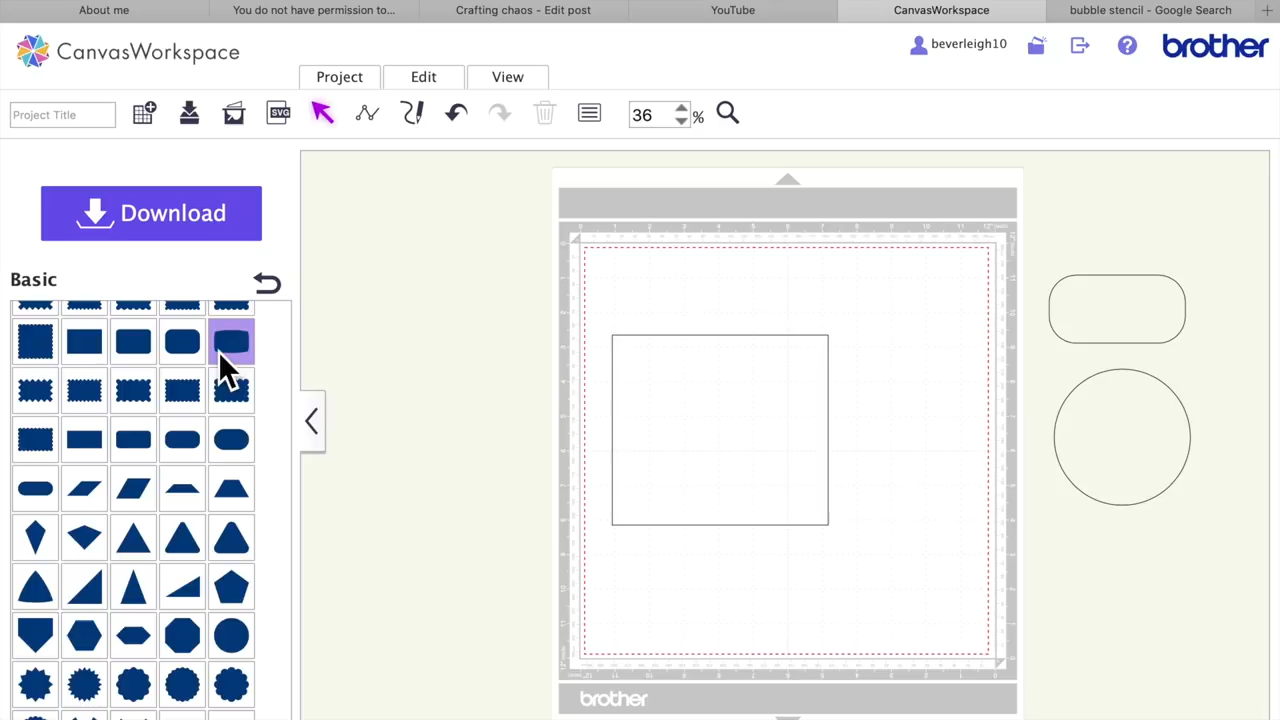 About me
You do not have permission to...
Crafting chaos - Edit post
YouTube
CanvasWorkspace
bubble stencil - Google Search
CanvasWorkspace
beverleigh10
brother
Project
Edit
View
Project Title
SVG
36
%
Download
Basic
brother